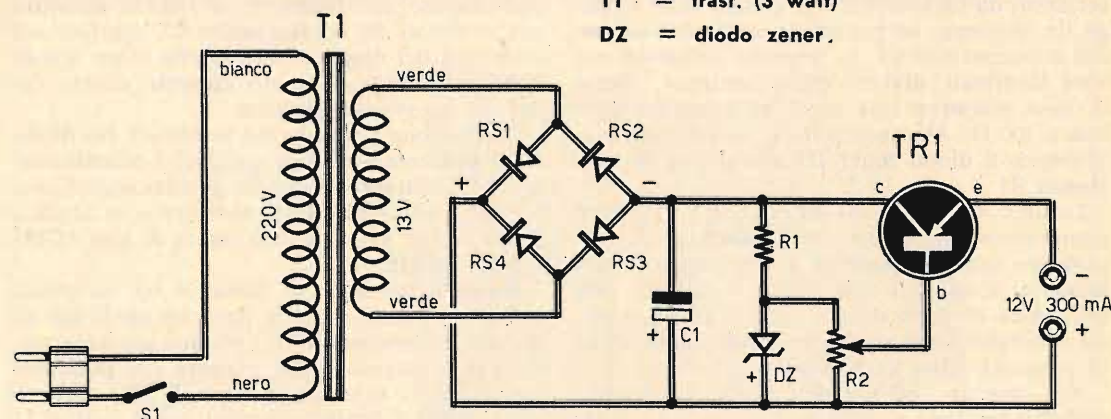 T1 = trasf. (3 watt)
DZ = diodo zener.
T1
bianco
verde
220V
13V
nero
verde
S1
RS1
RS2
RS4
RS3
+
-
C1
+
R1
DZ
+
R2
TR1
c
e
b
-
12V 300 mA
+